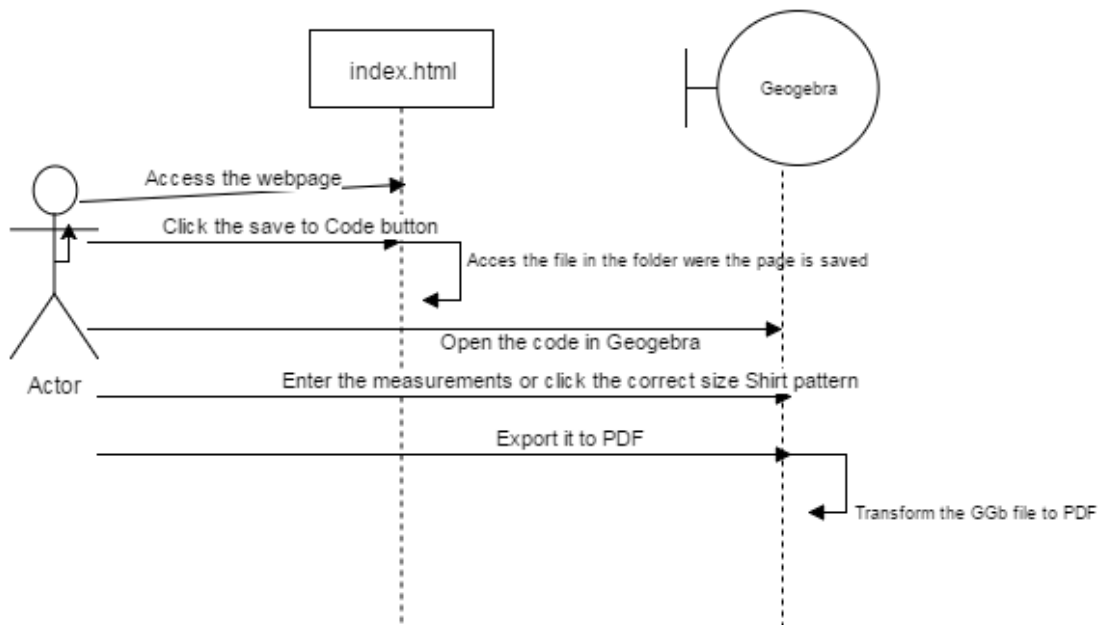 index.html
Geogebra
Access the webpage
Click the save to Code button
Acces the file in the folder were the page is saved
Open the code in Geogebra
Actor
Enter the measurements or click the correct size Shirt pattern
Export it to PDF
Transform the GGb file to PDF